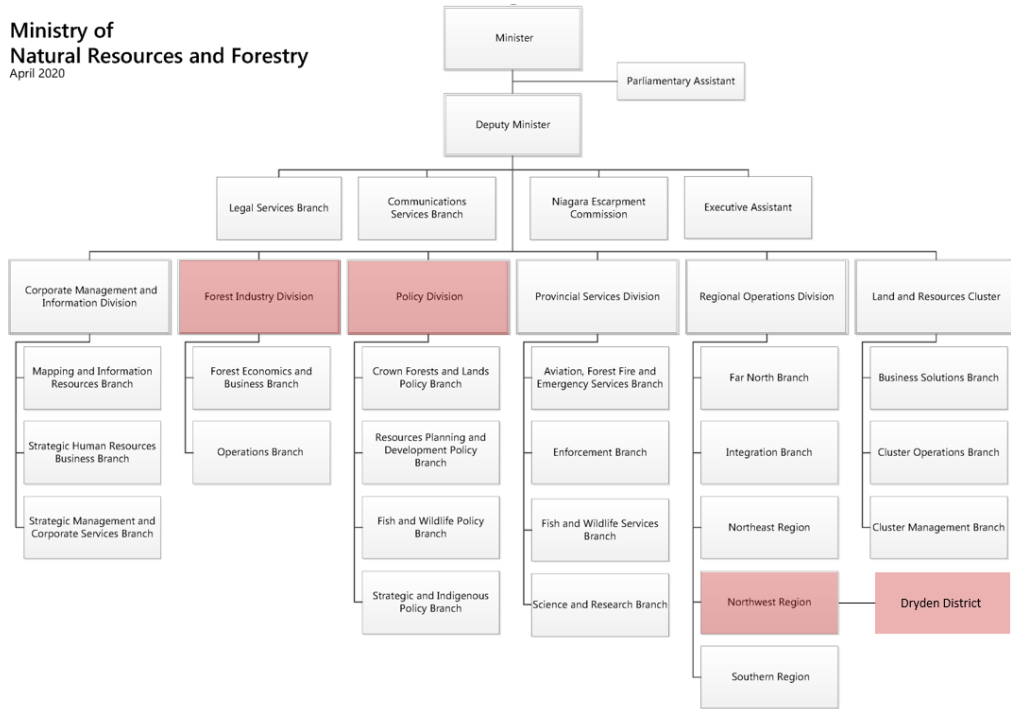 Ministry of
Natural Resources and Forestry
April 2020
Minister
Parliamentary Assistant
Deputy Minister
Legal Services Branch
Communications
Services Branch
Niagara Escarpment
Commission
Executive Assistant
Corporate Management and
Information Division
Forest Industry Division
Policy Division
Provincial Services Division
Regional Operations Division
Land and Resources Cluster
Mapping and Information
Resources Branch
Strategic Human Resources
Business Branch
Strategic Management and
Corporate Services Branch
Forest Economics and
Business Branch
Operations Branch
Crown Forests and Lands
Policy Branch
Resources Planning and
Development Policy
Branch
Fish and Wildlife Policy
Branch
Strategic and Indigenous
Policy Branch
Aviation, Forest Fire and
Emergency Services Branch
Enforcement Branch
Fish and Wildlife Services
Branch
Science and Research Branch
Far North Branch
Integration Branch
Northeast Region
Northwest Region
Dryden District
Southern Region
Business Solutions Branch
Cluster Operations Branch
Cluster Management Branch